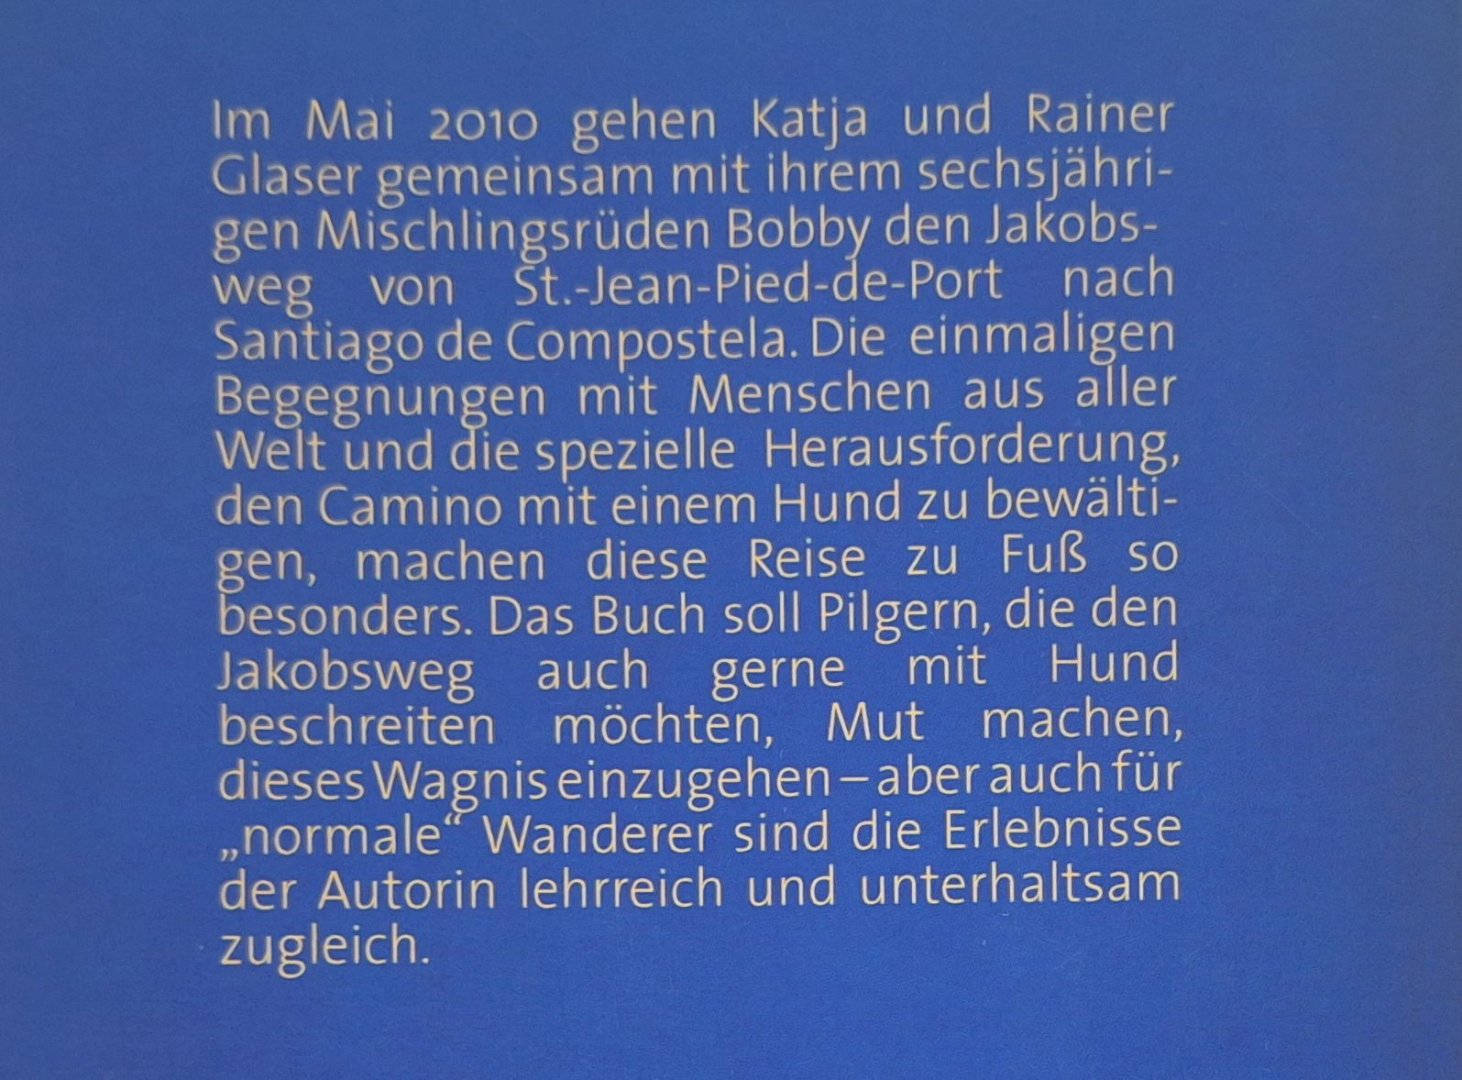 Im Mai 2010 gehen Katja und Rainer
Glaser gemeinsam mit ihrem sechsjähri-
gen Mischlingsrüden Bobby den Jakobs-
weg von St.-Jean-Pied-de-Port nach
Santiago de Compostela. Die einmaligen
Begegnungen mit Menschen aus aller
Welt und die spezielle Herausforderung,
den Camino mit einem Hund zu bewälti-
gen, machen diese Reise zu Fuß so
besonders. Das Buch soll Pilgern, die den
Jakobsweg auch gerne mit Hund
beschreiten möchten, Mut machen,
dieses Wagnis einzugehen – aber auch für
„normale“ Wanderer sind die Erlebnisse
der Autorin lehrreich und unterhaltsam
zugleich.